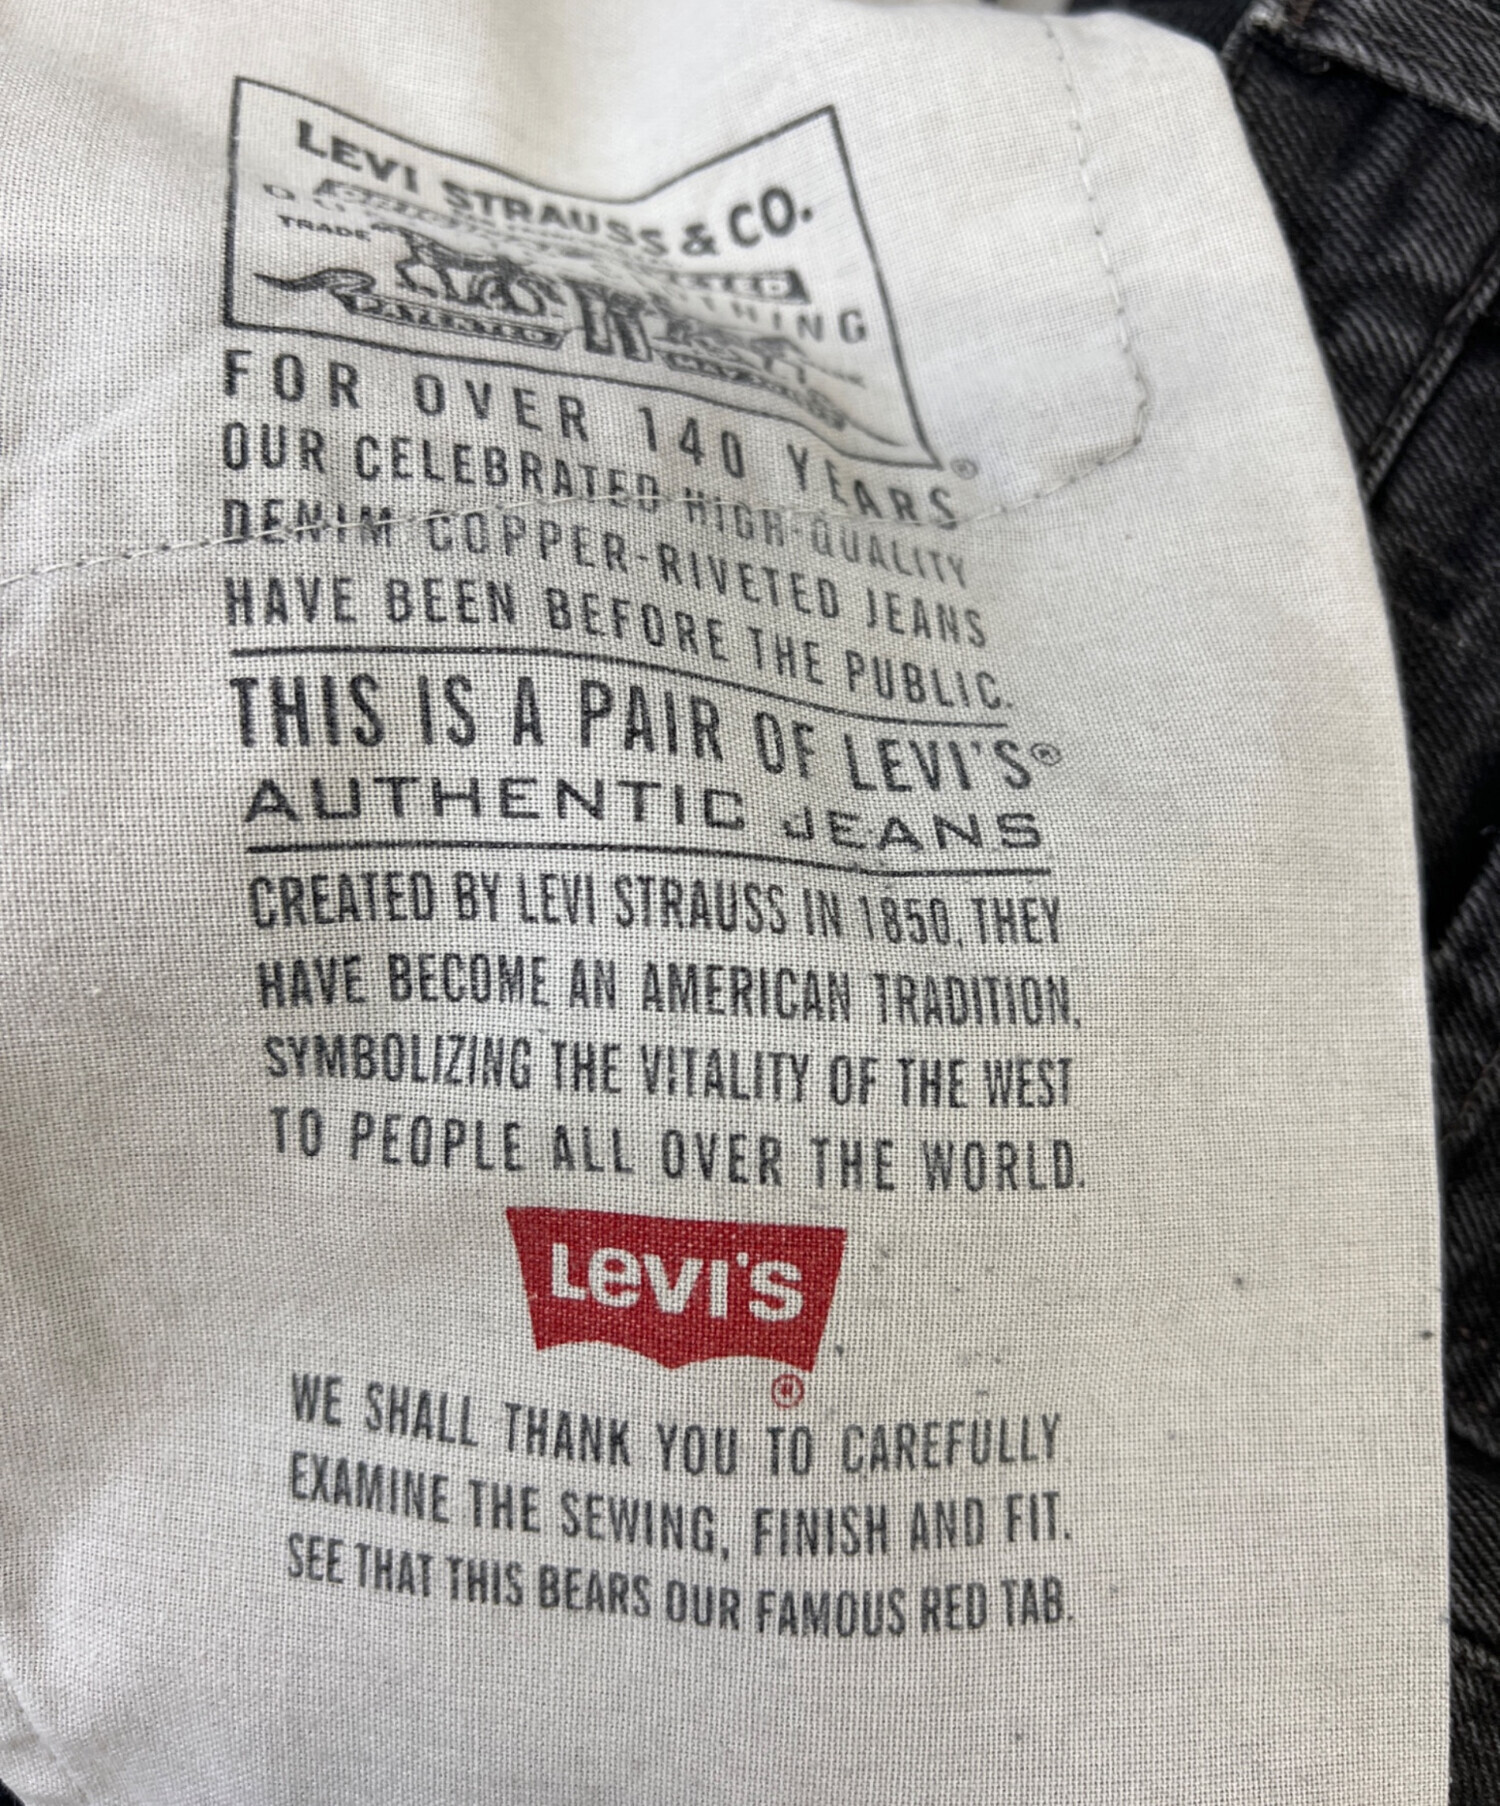 LEVI STRAUSS & CO.
TRADE
THING
FOR OVER 140 YEARS
OUR CELEBRATED HIGH-QUALITY
DENIM COPPER-RIVETED JEANS
HAVE BEEN BEFORE THE PUBLIC.
THIS IS A PAIR OF LEVI'S®
AUTHENTIC JEANS
CREATED BY LEVI STRAUSS IN 1850, THEY
HAVE BECOME AN AMERICAN TRADITION,
SYMBOLIZING THE VITALITY OF THE WEST
TO PEOPLE ALL OVER THE WORLD.
LEVI'S
®
WE SHALL THANK YOU TO CAREFULLY
EXAMINE THE SEWING, FINISH AND FIT.
SEE THAT THIS BEARS OUR FAMOUS RED TAB.